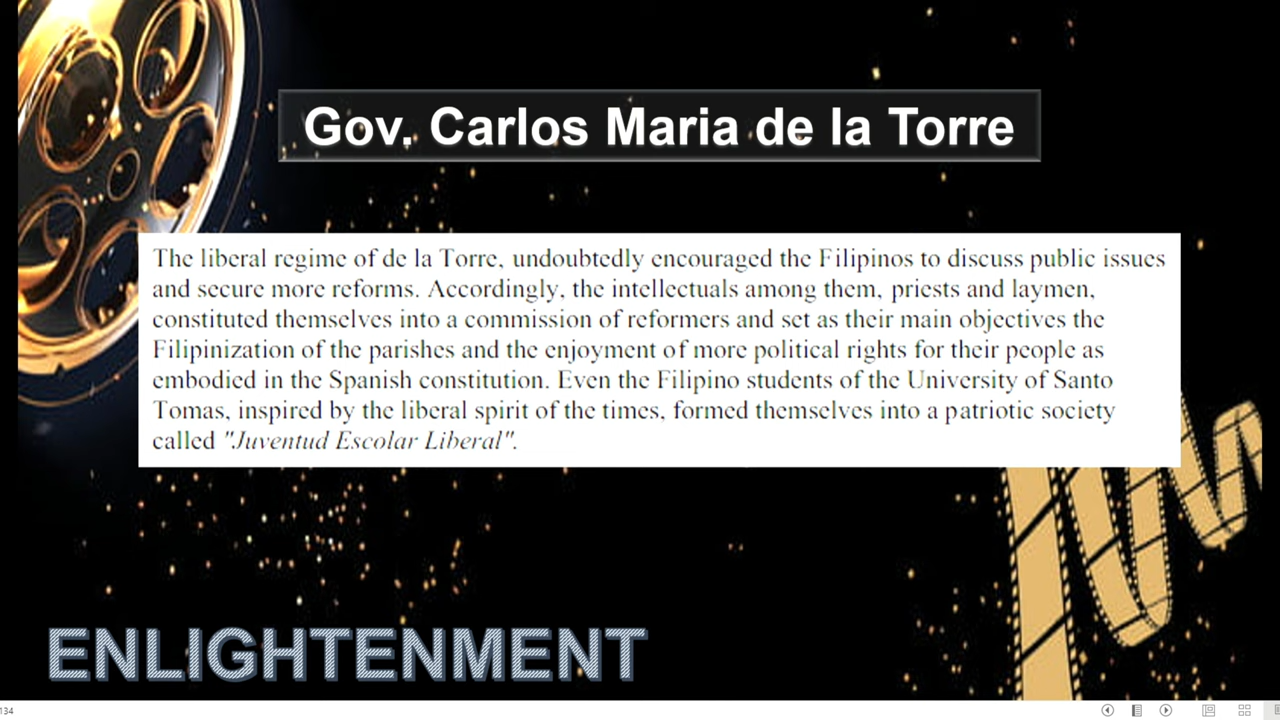 Gov. Carlos Maria de la Torre
The liberal regime of de la Torre, undoubtedly encouraged the Filipinos to discuss public issues
and secure more reforms. Accordingly, the intellectuals among them, priests and laymen,
constituted themselves into a commission of reformers and set as their main objectives the
Filipinization of the parishes and the enjoyment of more political rights for their people as
embodied in the Spanish constitution. Even the Filipino students of the University of Santo
Tomas, inspired by the liberal spirit of the times, formed themselves into a patriotic society
called "Juventud Escolar Liberal".
ENLIGHTENMENT
134